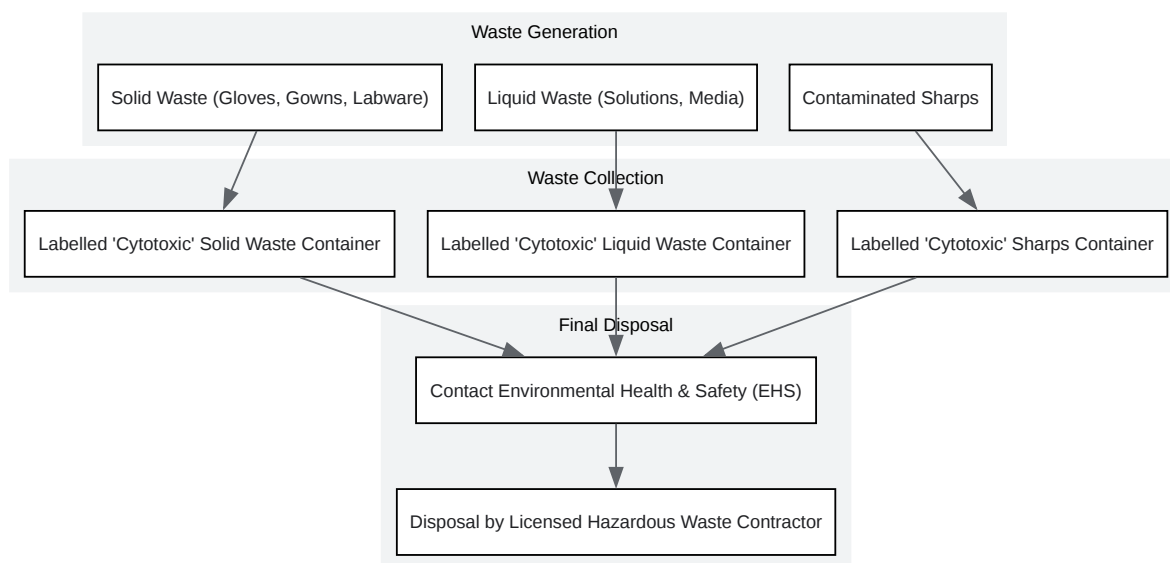 Waste Generation
Solid Waste (Gloves, Gowns, Labware)
Liquid Waste (Solutions, Media)
Contaminated Sharps
Waste Collection
Labelled 'Cytotoxic' Solid Waste Container
Labelled 'Cytotoxic' Liquid Waste Container
Labelled 'Cytotoxic' Sharps Container
Final Disposal
Contact Environmental Health & Safety (EHS)
Disposal by Licensed Hazardous Waste Contractor